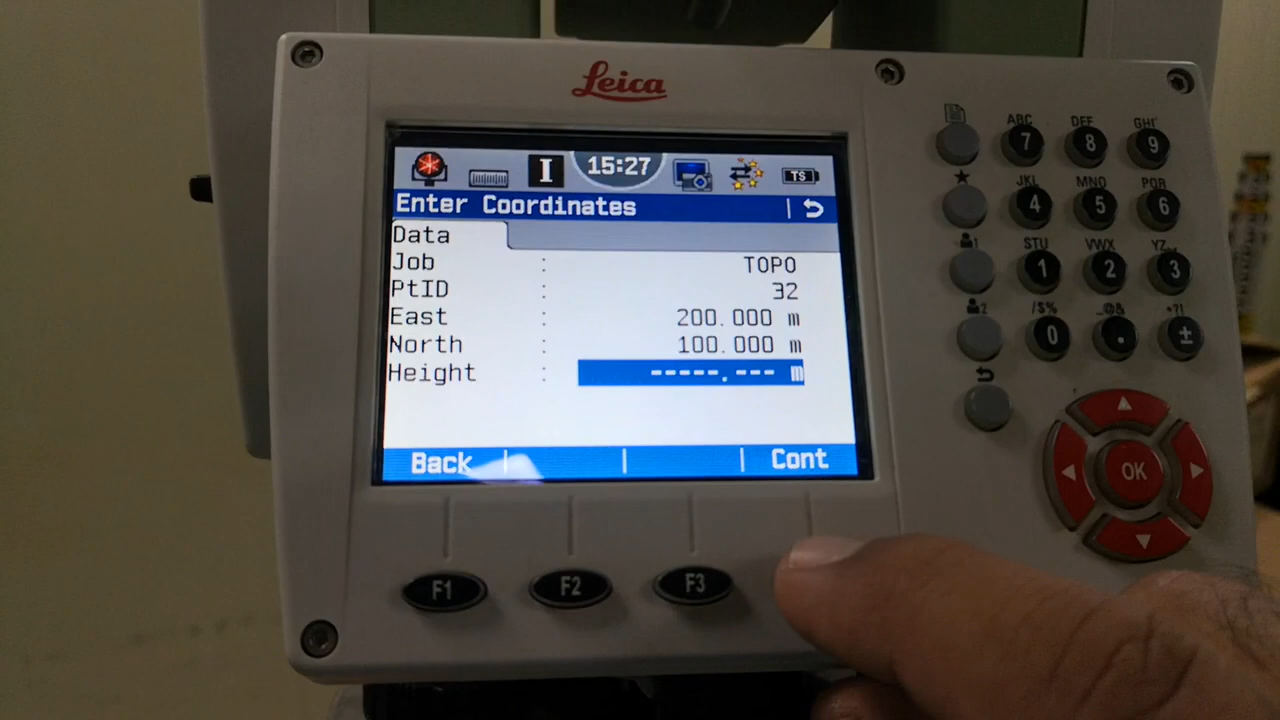 Leica
I 15:27 TS
Enter Coordinates
Data
Job : TOPO
PtID : 32
East : 200.000 m
North : 100.000 m
Height : -----.--- m
Back Cont
F1 F2 F3
ABC DEF GHI
7 8 9
JKL MNO PQR
4 5 6
1 STU VWX YZ
1 2 3
2 /$% _@& *?!
0 . ±
OK